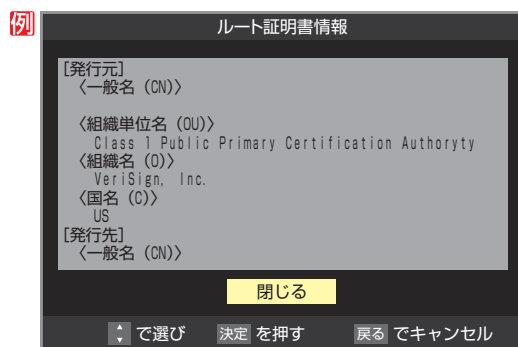 例
ルート証明書情報
[発行元]
〈一般名（CN)〉
〈組織単位名（OU)〉
Class 1 Public Primary Certification Authoryty
〈組織名（O)〉
VeriSign, Inc.
〈国名（C)〉
US
[発行先]
〈一般名（CN)〉
閉じる
で選び 決定 を押す 戻る でキャンセル